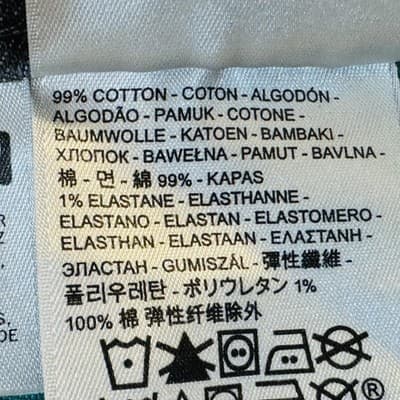 99% COTTON - COTON - ALGODÓN -
ALGODÃO - PAMUK - COTONE -
BAUMWOLLE - KATOEN - BAMBAKI -
ХЛОПОК - BAWEŁNA - PAMUT - BAVLNA -
棉 - 면 - 綿 99% - KAPAS
1% ELASTANE - ELASTHANNE -
ELASTANO - ELASTAN - ELASTOMERO -
ELASTHAN - ELASTAAN - ΕΛΑΣΤΑΝΗ -
ЭЛАСТАН - GUMISZÁL - 彈性纖維 -
폴리우레탄 - ポリウレタン 1%
100% 棉 弹性纤维除外
®